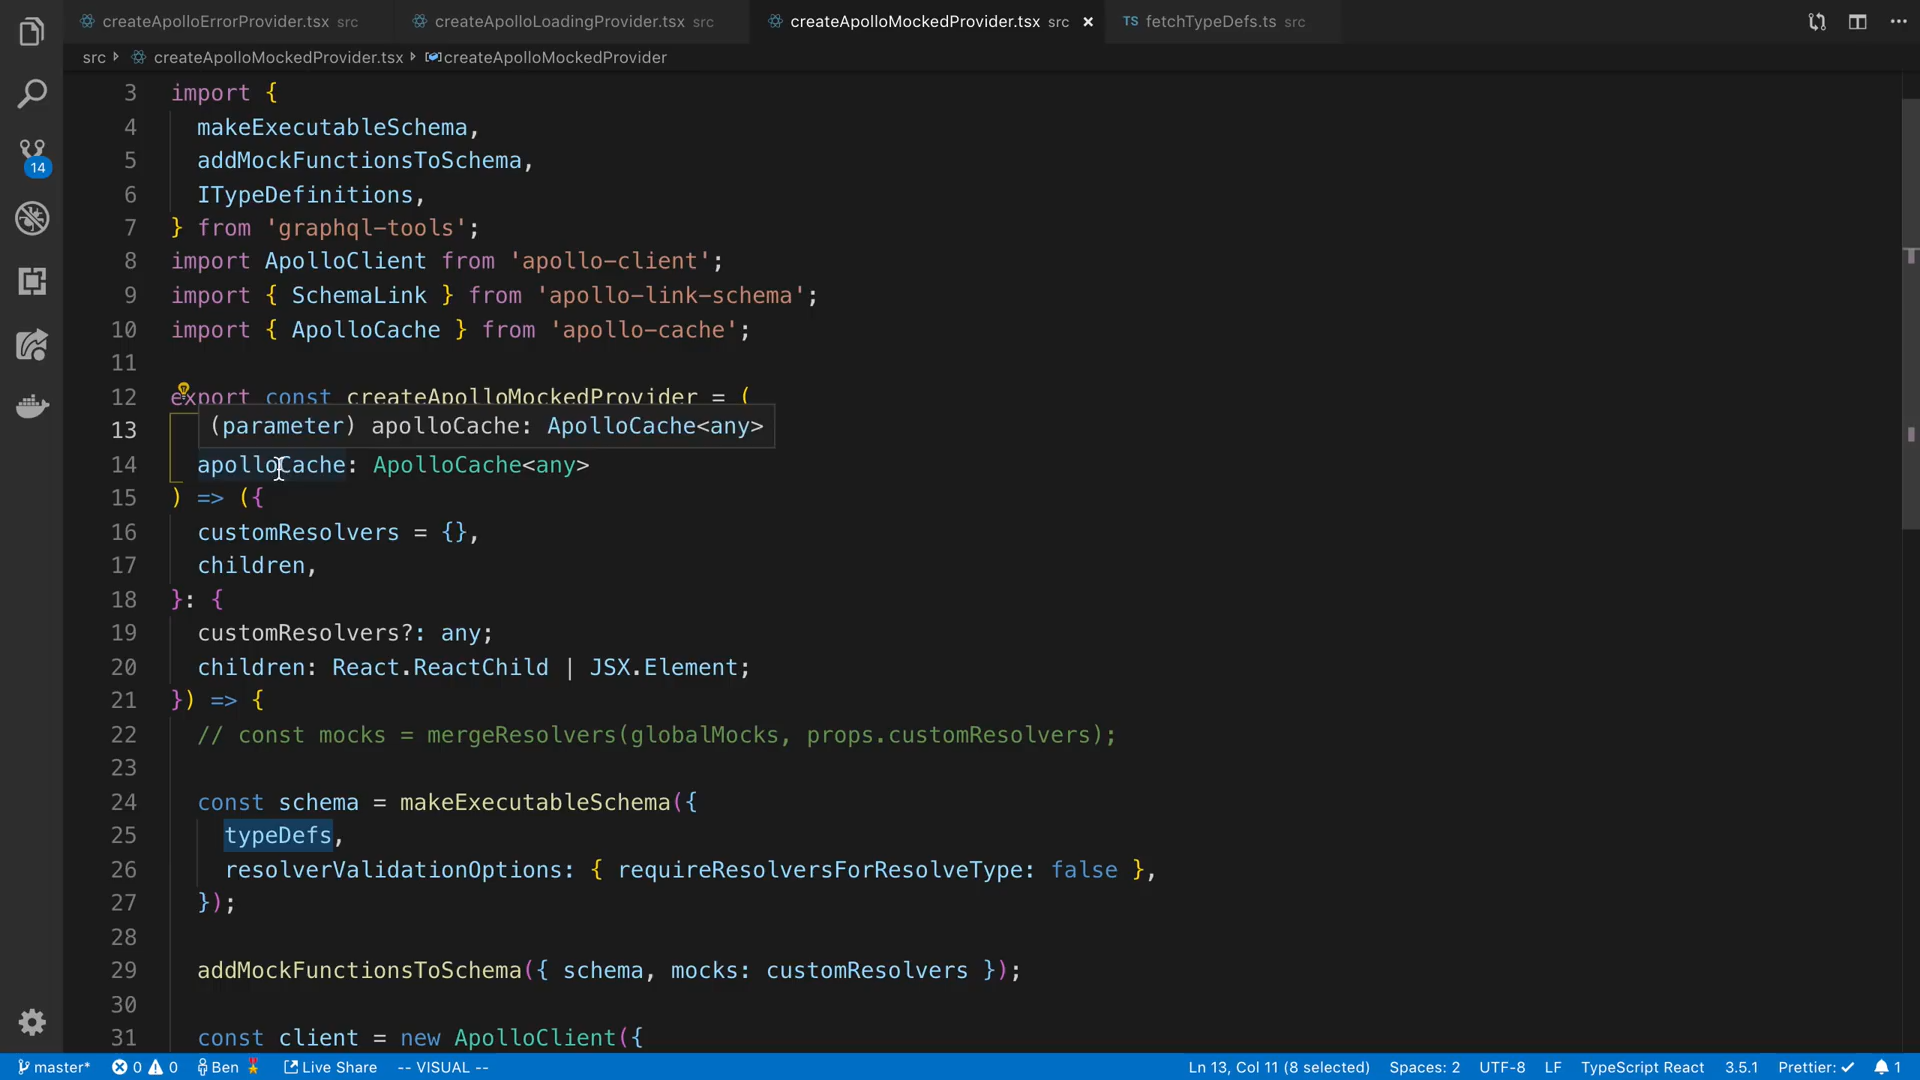 createApolloErrorProvider.tsx src
createApolloLoadingProvider.tsx src
createApolloMockedProvider.tsx src ×
TS fetchTypeDefs.ts src
src createApolloMockedProvider.tsx createApolloMockedProvider
3 import {
4 makeExecutableSchema,
5 addMockFunctionsToSchema,
6 ITypeDefinitions,
7 } from 'graphql-tools';
8 import ApolloClient from 'apollo-client';
9 import { SchemaLink } from 'apollo-link-schema';
10 import { ApolloCache } from 'apollo-cache';
11
12 export const createApolloMockedProvider = (
13 (parameter) apolloCache: ApolloCache<any>
14 apolloCache: ApolloCache<any>
15 ) => ({
16 customResolvers = {},
17 children,
18 }: {
19 customResolvers?: any;
20 children: React.ReactChild | JSX.Element;
21 }) => {
22 // const mocks = mergeResolvers(globalMocks, props.customResolvers);
23
24 const schema = makeExecutableSchema({
25 typeDefs,
26 resolverValidationOptions: { requireResolversForResolveType: false },
27 });
28
29 addMockFunctionsToSchema({ schema, mocks: customResolvers });
30
31 const client = new ApolloClient({
14
master* 0 0 Ben Live Share -- VISUAL -- Ln 13, Col 11 (8 selected) Spaces: 2 UTF-8 LF TypeScript React 3.5.1 Prettier: ✓ 1